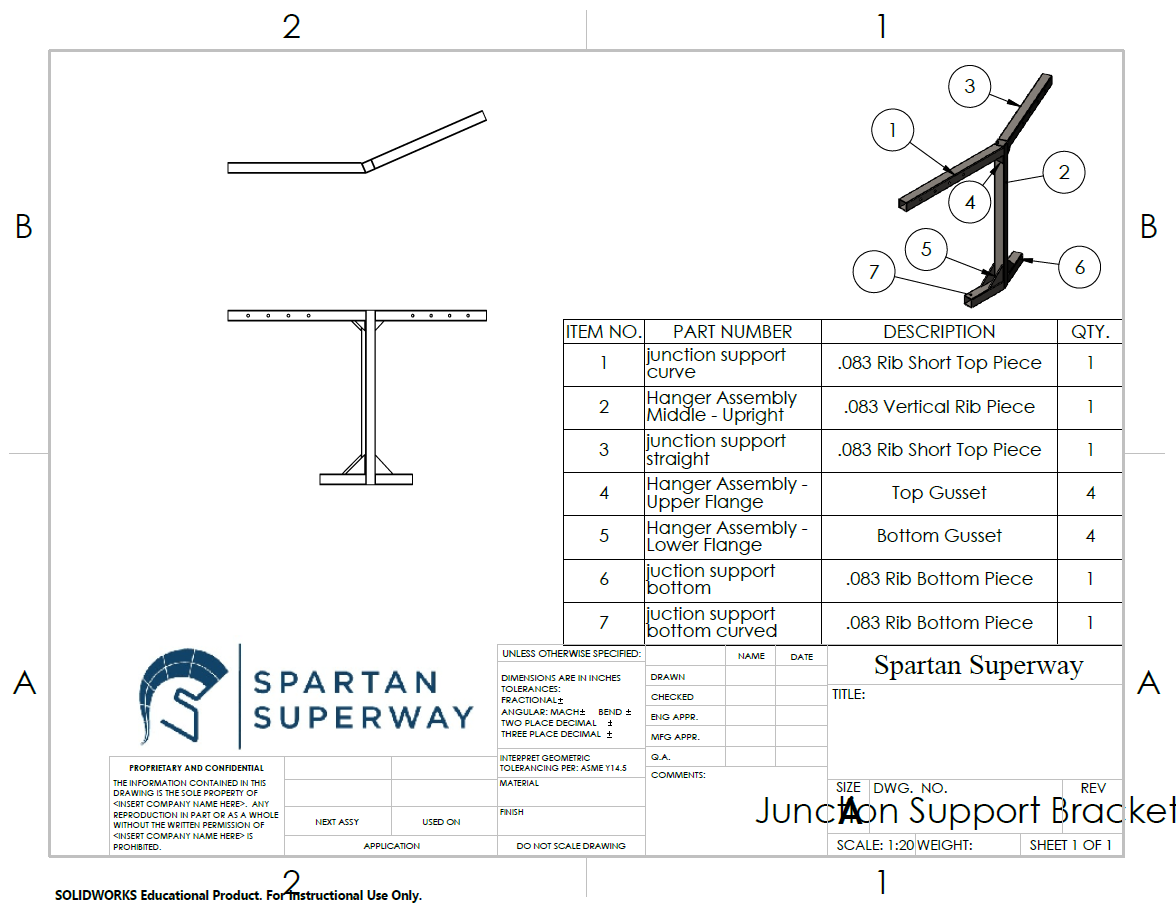 2
1
B
B
3
1
2
4
5
7
6
ITEM NO.
PART NUMBER
DESCRIPTION
QTY.
1
junction support
curve
.083 Rib Short Top Piece
1
2
Hanger Assembly
Middle - Upright
.083 Vertical Rib Piece
1
3
junction support
straight
.083 Rib Short Top Piece
1
4
Hanger Assembly -
Upper Flange
Top Gusset
4
5
Hanger Assembly -
Lower Flange
Bottom Gusset
4
6
juction support
bottom
.083 Rib Bottom Piece
1
7
juction support
bottom curved
.083 Rib Bottom Piece
1
A
A
SPARTAN
SUPERWAY
PROPRIETARY AND CONFIDENTIAL
THE INFORMATION CONTAINED IN THIS
DRAWING IS THE SOLE PROPERTY OF
<INSERT COMPANY NAME HERE>. ANY
REPRODUCTION IN PART OR AS A WHOLE
WITHOUT THE WRITTEN PERMISSION OF
<INSERT COMPANY NAME HERE> IS
PROHIBITED.
NEXT ASSY
USED ON
APPLICATION
UNLESS OTHERWISE SPECIFIED:
DIMENSIONS ARE IN INCHES
TOLERANCES:
FRACTIONAL±
ANGULAR: MACH± BEND ±
TWO PLACE DECIMAL ±
THREE PLACE DECIMAL ±
INTERPRET GEOMETRIC
TOLERANCING PER: ASME Y14.5
MATERIAL
FINISH
DO NOT SCALE DRAWING
NAME
DATE
DRAWN
CHECKED
ENG APPR.
MFG APPR.
Q.A.
COMMENTS:
Spartan Superway
TITLE:
SIZE
A
DWG. NO.
REV
Junction Support Bracket
SCALE: 1:20
WEIGHT:
SHEET 1 OF 1
2
1
SOLIDWORKS Educational Product. For Instructional Use Only.